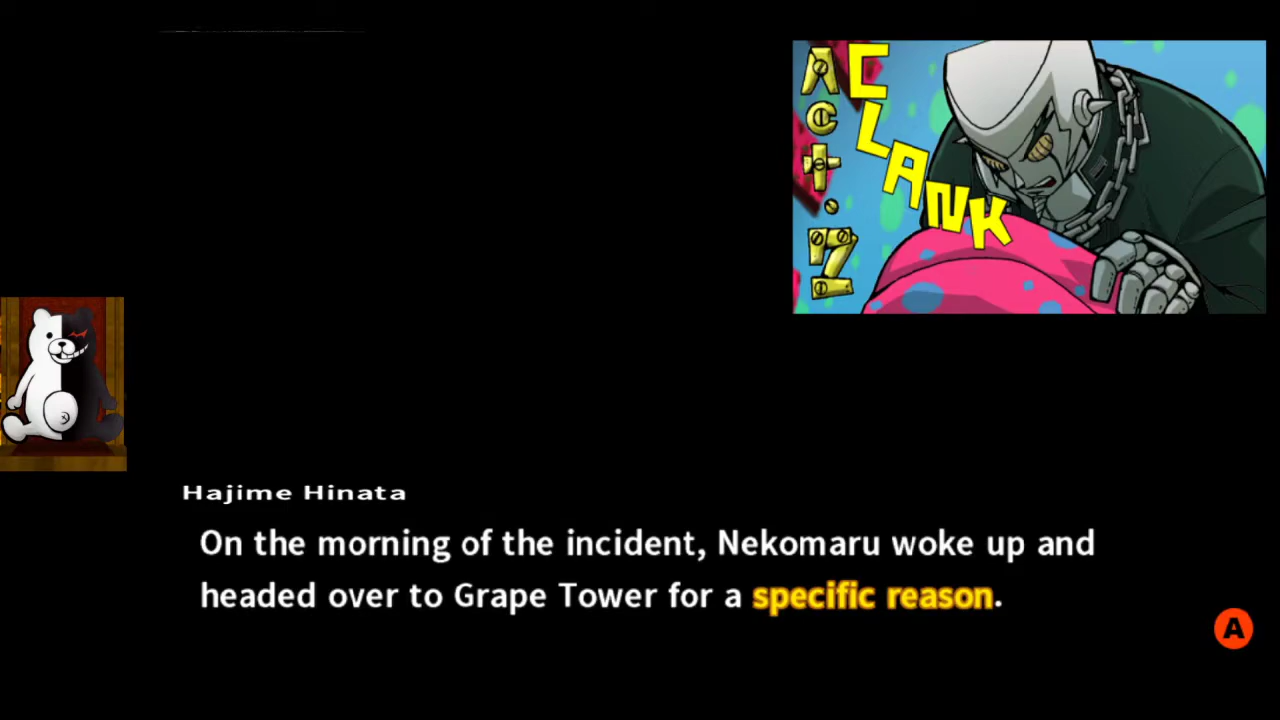 Act.2
CLANK
Hajime Hinata
On the morning of the incident, Nekomaru woke up and
headed over to Grape Tower for a specific reason.
A